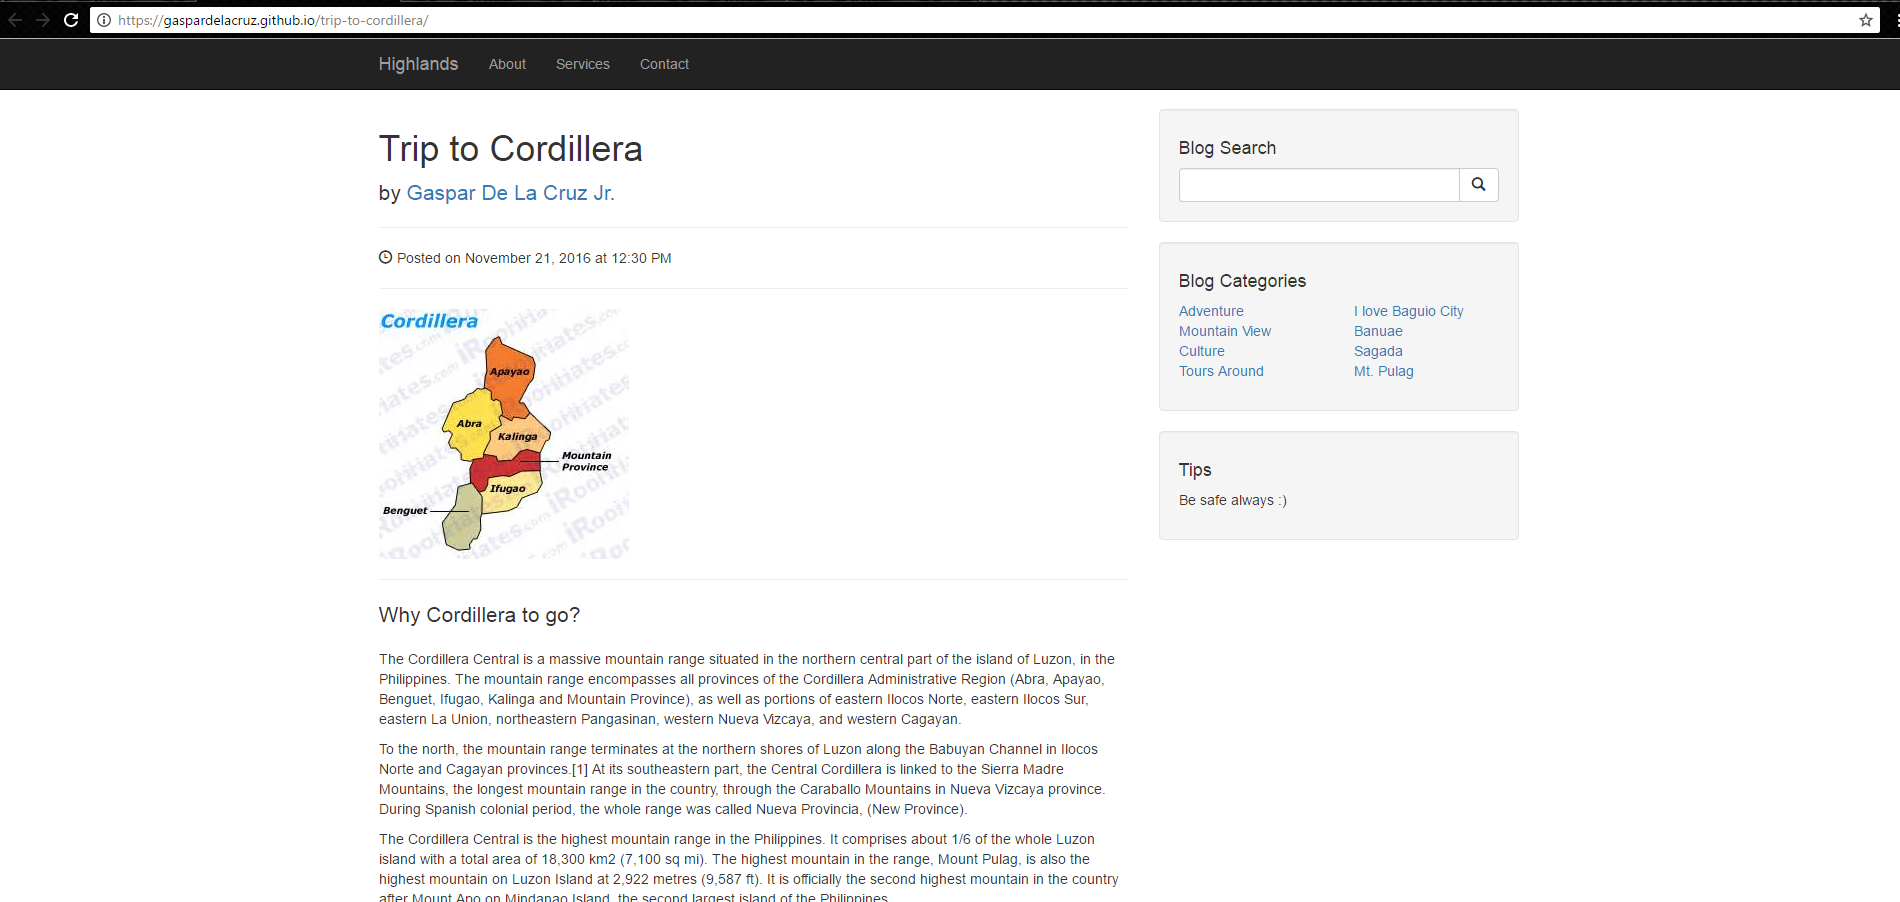 https://gaspardelacruz.github.io/trip-to-cordillera/
Highlands About Services Contact
Trip to Cordillera
by Gaspar De La Cruz Jr.
Posted on November 21, 2016 at 12:30 PM
Cordillera
Apayao
Abra
Kalinga
Mountain
Province
Ifugao
Benguet
Why Cordillera to go?
The Cordillera Central is a massive mountain range situated in the northern central part of the island of Luzon, in the
Philippines. The mountain range encompasses all provinces of the Cordillera Administrative Region (Abra, Apayao,
Benguet, Ifugao, Kalinga and Mountain Province), as well as portions of eastern Ilocos Norte, eastern Ilocos Sur,
eastern La Union, northeastern Pangasinan, western Nueva Vizcaya, and western Cagayan.
To the north, the mountain range terminates at the northern shores of Luzon along the Babuyan Channel in Ilocos
Norte and Cagayan provinces.[1] At its southeastern part, the Central Cordillera is linked to the Sierra Madre
Mountains, the longest mountain range in the country, through the Caraballo Mountains in Nueva Vizcaya province.
During Spanish colonial period, the whole range was called Nueva Provincia, (New Province).
The Cordillera Central is the highest mountain range in the Philippines. It comprises about 1/6 of the whole Luzon
island with a total area of 18,300 km2 (7,100 sq mi). The highest mountain in the range, Mount Pulag, is also the
highest mountain on Luzon Island at 2,922 metres (9,587 ft). It is officially the second highest mountain in the country
after Mount Apo on Mindanao Island, the second largest island of the Philippines.
Blog Search
Blog Categories
Adventure
Mountain View
Culture
Tours Around
I love Baguio City
Banuae
Sagada
Mt. Pulag
Tips
Be safe always :)